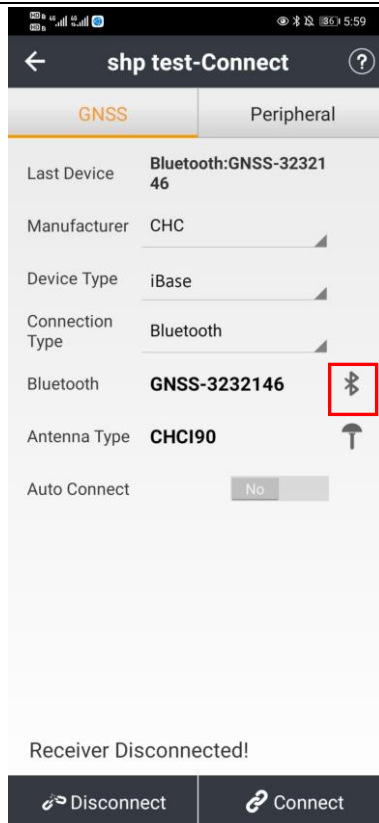 36 5:59
shp test-Connect ?
GNSS Peripheral
Last Device Bluetooth:GNSS-32321
46
Manufacturer CHC
Device Type iBase
Connection
Type Bluetooth
Bluetooth GNSS-3232146
Antenna Type CHCI90
Auto Connect No
Receiver Disconnected!
Disconnect Connect